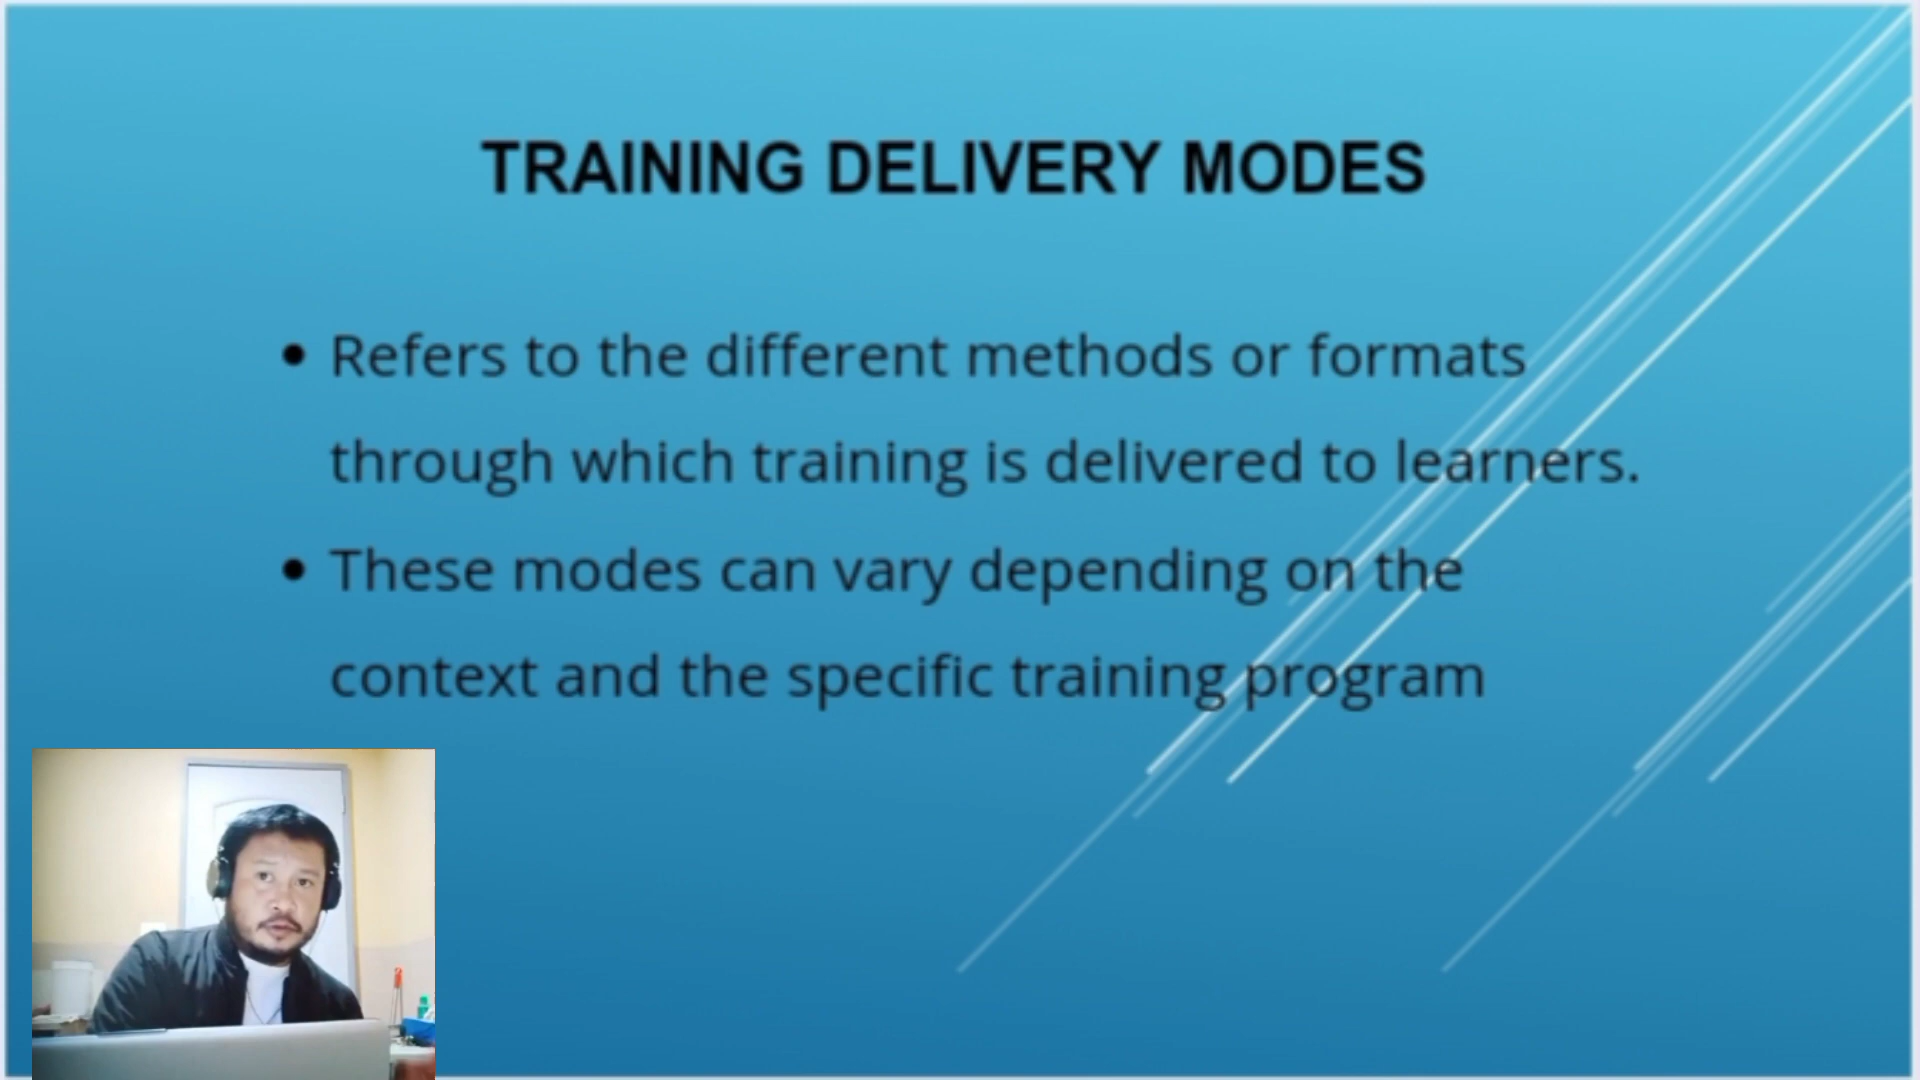 TRAINING DELIVERY MODES
• Refers to the different methods or formats
through which training is delivered to learners.
• These modes can vary depending on the
context and the specific training program